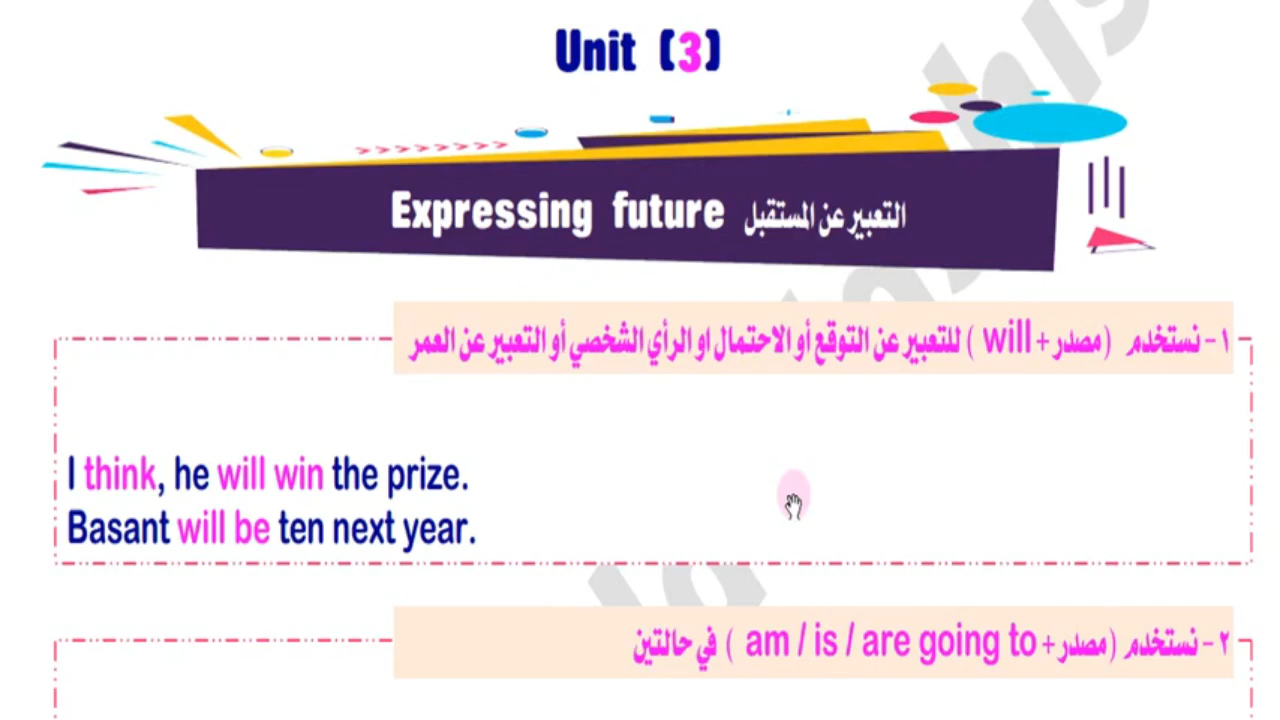 Unit (3)
Expressing future التعبير عن المستقبل
١- نستخدم (مصدر + will) للتعبير عن التوقع أو الاحتمال او الرأي الشخصي أو التعبير عن العمر
I think, he will win the prize.
Basant will be ten next year.
٢- نستخدم (مصدر + am / is / are going to) في حالتين